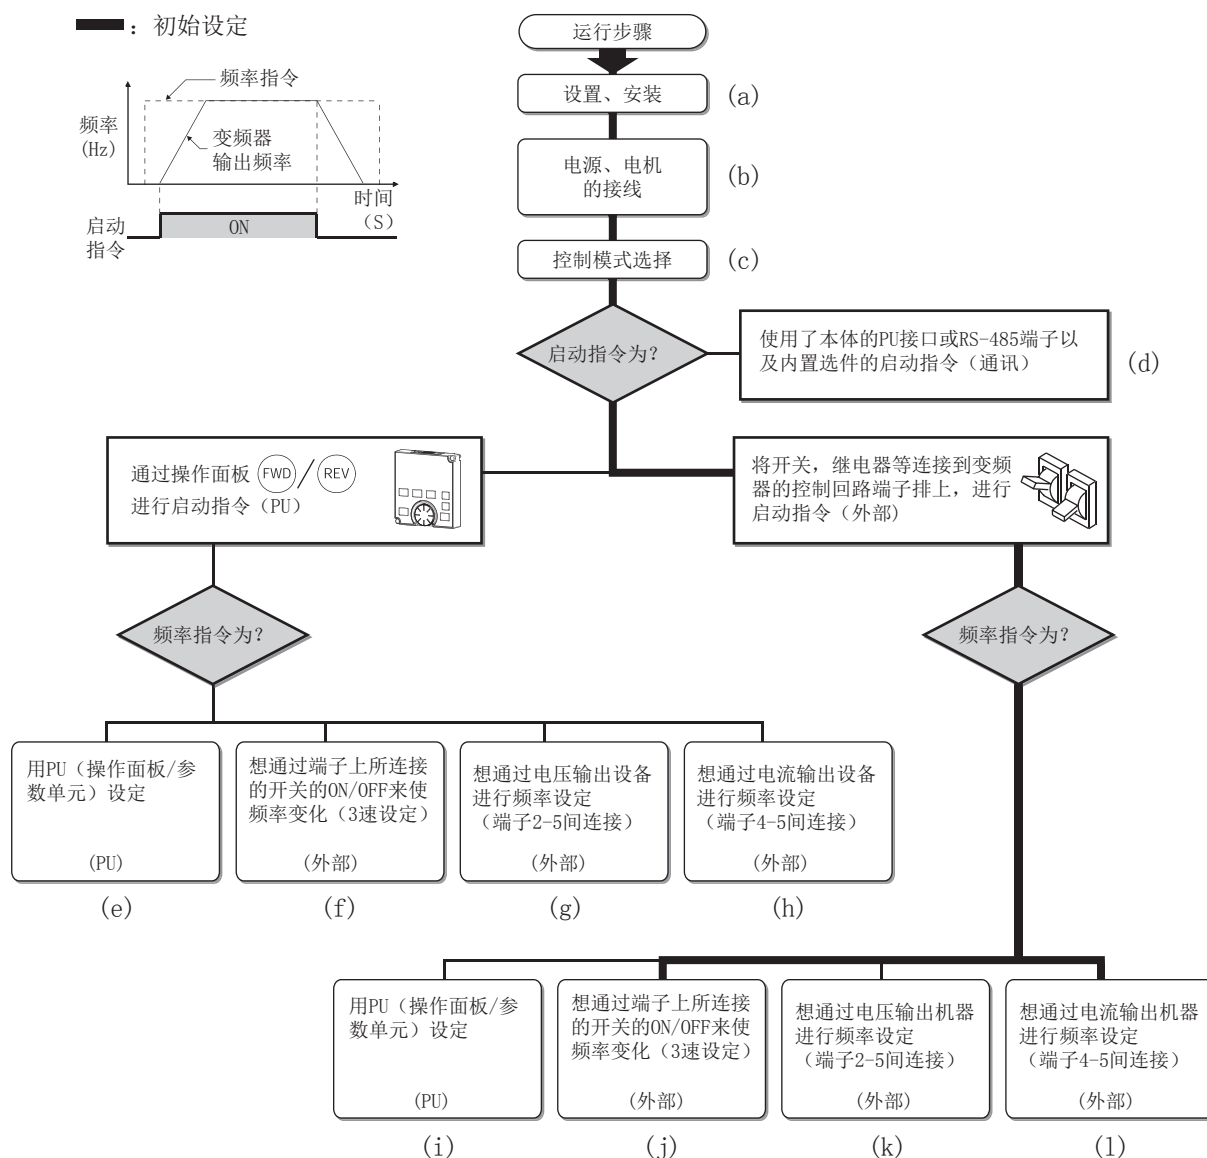 ：初始设定
运行步骤
频率指令
设置、安装
(a)
频率
(Hz)
变频器
输出频率
时间
(S)
启动
指令
ON
电源、电机
的接线
(b)
控制模式选择
(c)
启动指令为？
使用了本体的PU接口或RS-485端子以
及内置选件的启动指令（通讯）
(d)
通过操作面板 FWD / REV
进行启动指令（PU）
将开关，继电器等连接到变频
器的控制回路端子排上，进行
启动指令（外部）
频率指令为？
频率指令为？
用PU（操作面板/参
数单元）设定
(PU)
(e)
想通过端子上所连接
的开关的ON/OFF来使
频率变化（3速设定）
(外部)
(f)
想通过电压输出设备
进行频率设定
（端子2-5间连接）
(外部)
(g)
想通过电流输出设备
进行频率设定
（端子4-5间连接）
(外部)
(h)
用PU（操作面板/参
数单元）设定
(PU)
(i)
想通过端子上所连接
的开关的ON/OFF来使
频率变化（3速设定）
(外部)
(j)
想通过电压输出机器
进行频率设定
（端子2-5间连接）
(外部)
(k)
想通过电流输出机器
进行频率设定
（端子4-5间连接）
(外部)
(l)